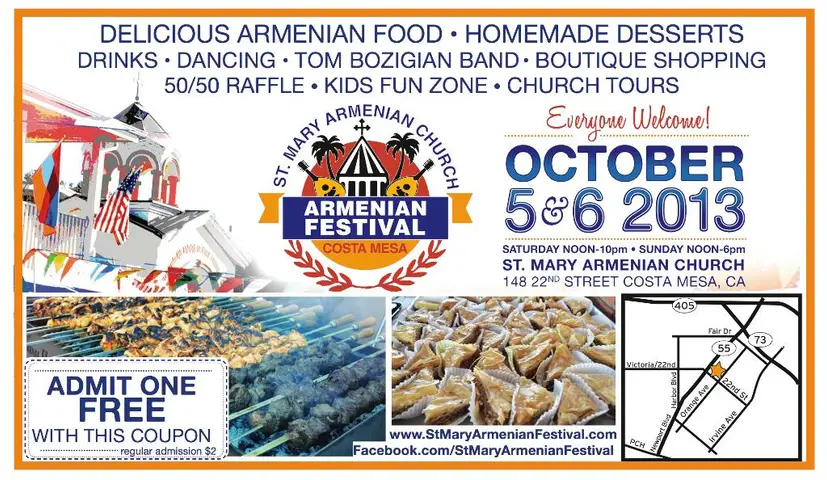 DELICIOUS ARMENIAN FOOD • HOMEMADE DESSERTS
DRINKS • DANCING • TOM BOZIGIAN BAND • BOUTIQUE SHOPPING
50/50 RAFFLE • KIDS FUN ZONE • CHURCH TOURS
ST. MARY ARMENIAN CHURCH
ARMENIAN
FESTIVAL
COSTA MESA
Everyone Welcome!
OCTOBER
5&6 2013
SATURDAY NOON-10pm • SUNDAY NOON-6pm
ST. MARY ARMENIAN CHURCH
148 22ND STREET COSTA MESA, CA
ADMIT ONE
FREE
WITH THIS COUPON
regular admission $2
www.StMaryArmenianFestival.com
Facebook.com/StMaryArmenianFestival
405
Fair Dr
55
73
Victoria/22nd
Harbor Blvd
Orange Ave
22nd St
Newport Blvd
Irvine Ave
PCH